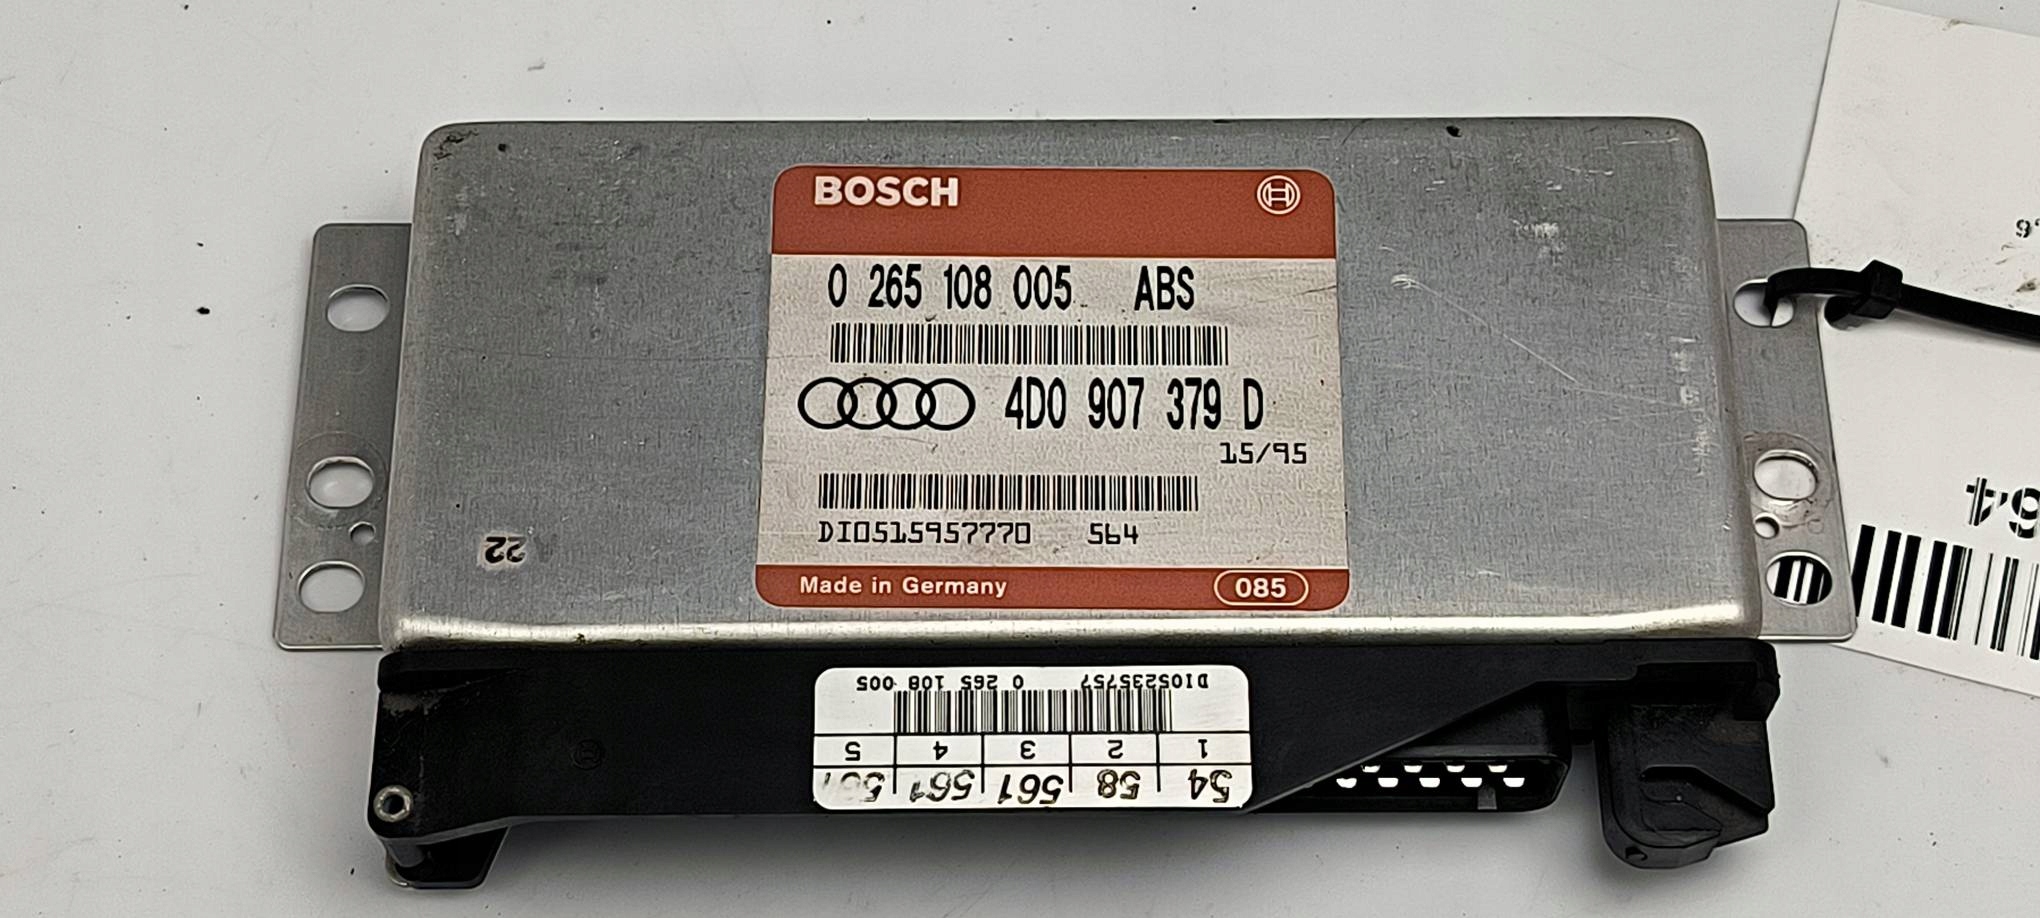 BOSCH
0 265 108 005 ABS
4D0 907 379 D
15/95
DI0515957770 564
Made in Germany 085
22
DI05235757 0 265 108 005
1 2 3 4 5
54 58 561 561